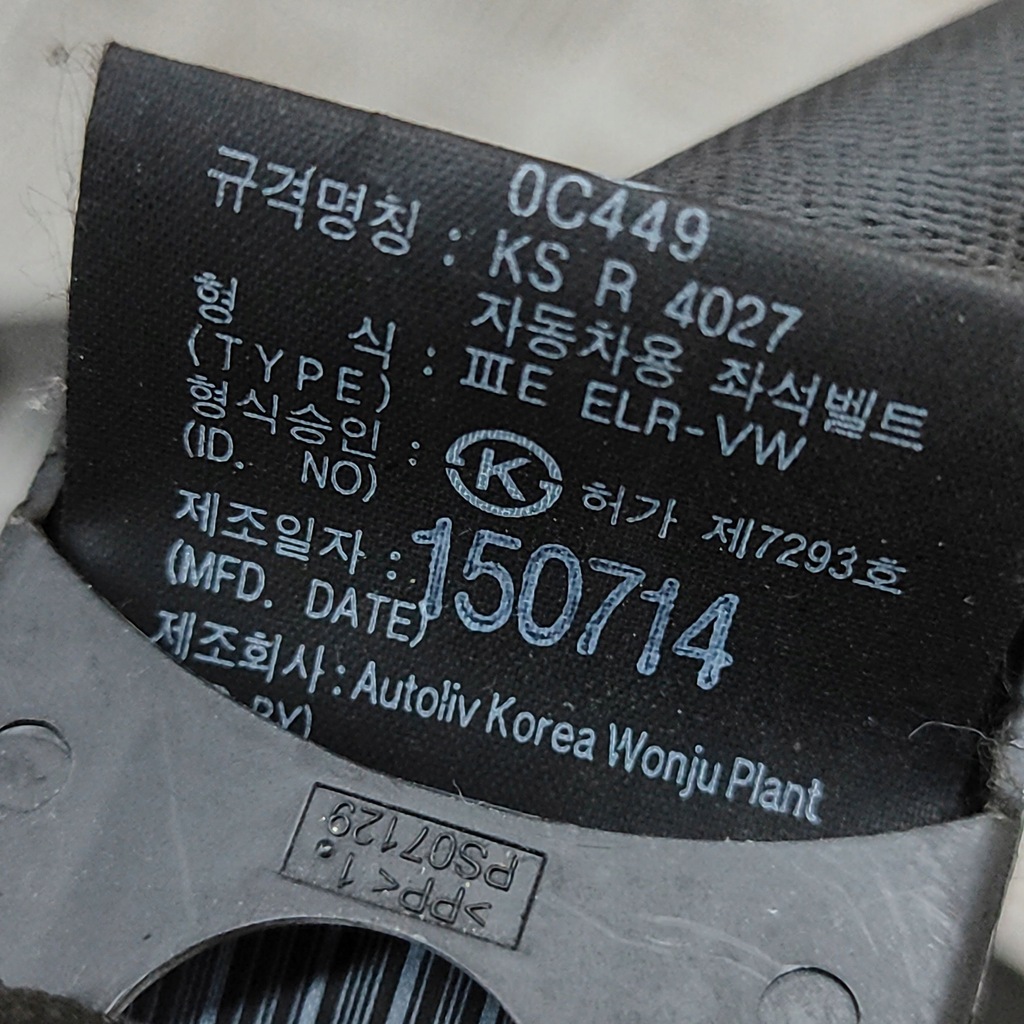 0C449
규격명칭 : KS R 4027
자동차용 좌석벨트
형 식 : ⅢE ELR-VW
(TYPE)
형식승인 : K 허가 제7293호
(ID. NO)
제조일자 : 150714
(MFD. DATE)
제조회사 : Autoliv Korea Wonju Plant
BY)
>PP< 1
PS07129